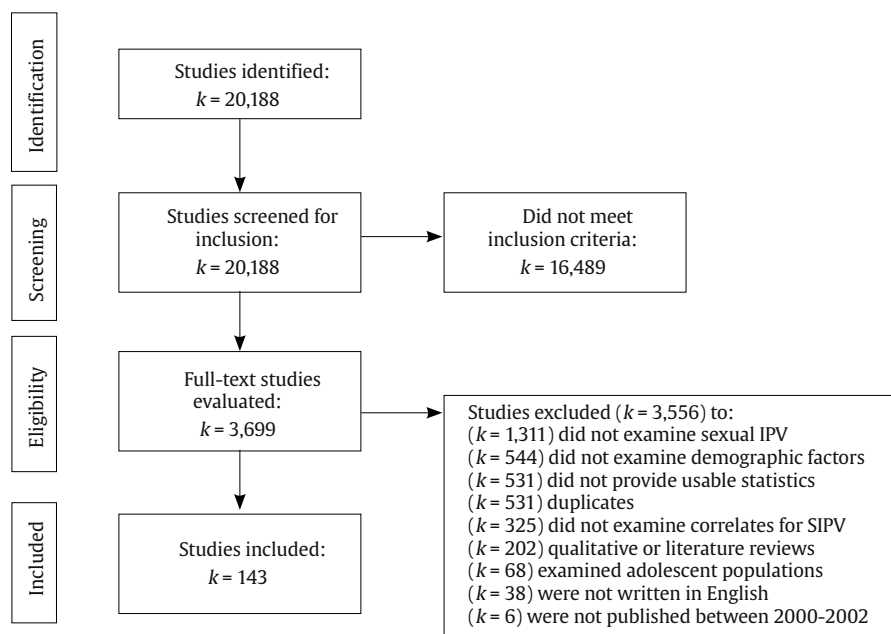 Identification
Studies identified:
k = 20,188
Screening
Studies screened for
inclusion:
k = 20,188
Did not meet
inclusion criteria:
k = 16,489
Eligibility
Full-text studies
evaluated:
k = 3,699
Studies excluded (k = 3,556) to:
(k = 1,311) did not examine sexual IPV
(k = 544) did not examine demographic factors
(k = 531) did not provide usable statistics
(k = 531) duplicates
(k = 325) did not examine correlates for SIPV
(k = 202) qualitative or literature reviews
(k = 68) examined adolescent populations
(k = 38) were not written in English
(k = 6) were not published between 2000-2002
Included
Studies included:
k = 143